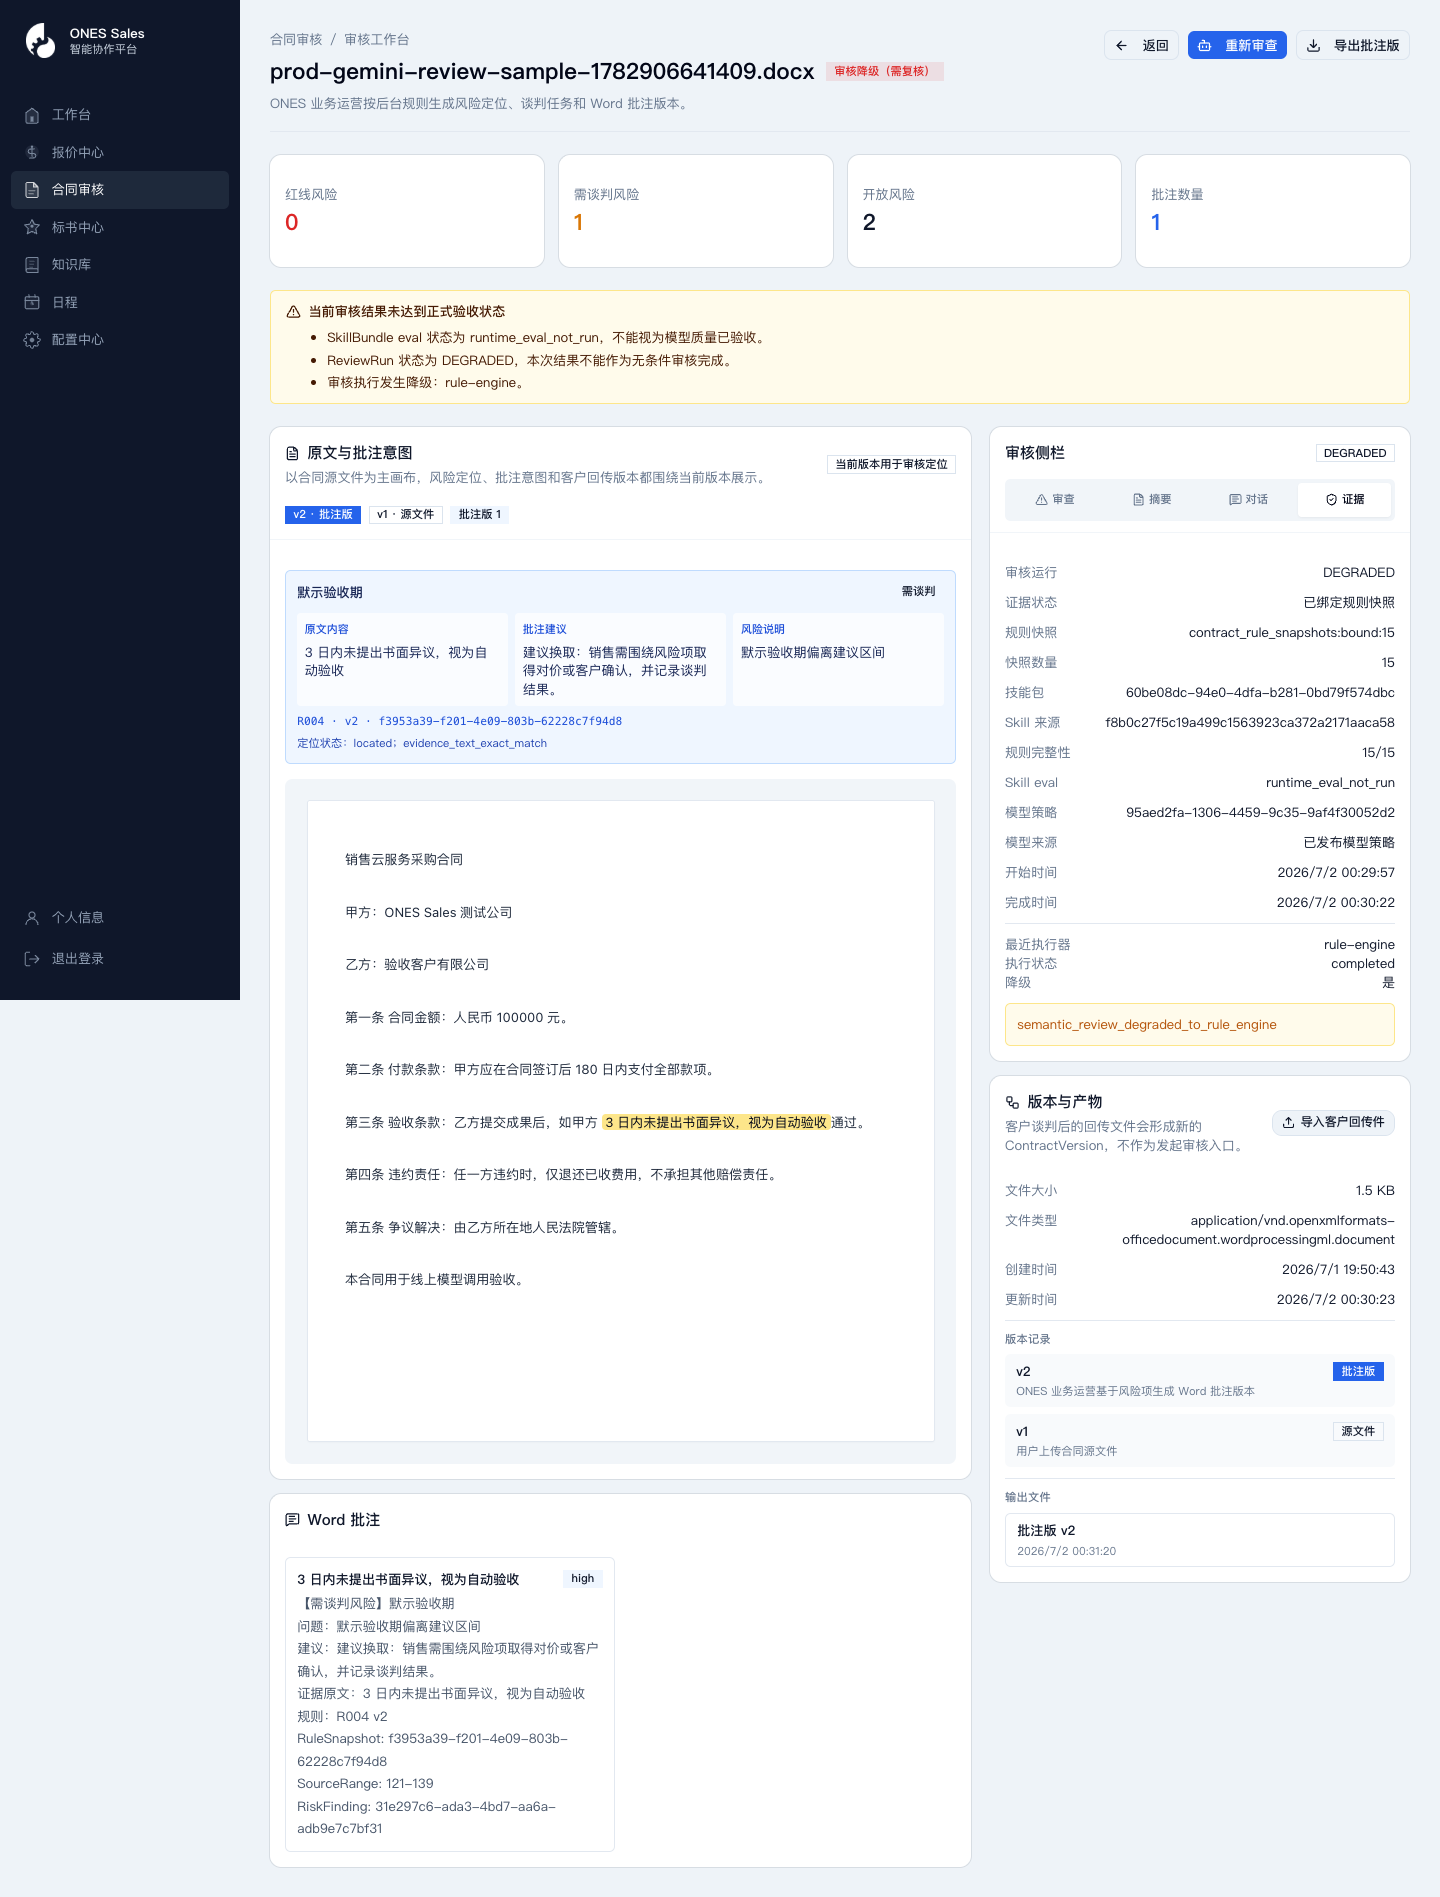 ONES Sales
智能协作平台
工作台
报价中心
合同审核
标书中心
知识库
日程
配置中心
个人信息
退出登录
合同审核 / 审核工作台
prod-gemini-review-sample-1782906641409.docx
审核降级（需复核）
ONES 业务运营按后台规则生成风险定位、谈判任务和 Word 批注版本。
返回
重新审查
导出批注版
红线风险
0
需谈判风险
1
开放风险
2
批注数量
1
当前审核结果未达到正式验收状态
SkillBundle eval 状态为 runtime_eval_not_run，不能视为模型质量已验收。
ReviewRun 状态为 DEGRADED，本次结果不能作为无条件审核完成。
审核执行发生降级：rule-engine。
原文与批注意图
以合同源文件为主画布，风险定位、批注意图和客户回传版本都围绕当前版本展示。
当前版本用于审核定位
v2 · 批注版
v1 · 源文件
批注版 1
默示验收期
需谈判
原文内容
3 日内未提出书面异议，视为自
动验收
批注建议
建议换取：销售需围绕风险项取
得对价或客户确认，并记录谈判
结果。
风险说明
默示验收期偏离建议区间
R004 · v2 · f3953a39-f201-4e09-803b-62228c7f94d8
定位状态：located；evidence_text_exact_match
销售云服务采购合同
甲方：ONES Sales 测试公司
乙方：验收客户有限公司
第一条 合同金额：人民币 100000 元。
第二条 付款条款：甲方应在合同签订后 180 日内支付全部款项。
第三条 验收条款：乙方提交成果后，如甲方 3 日内未提出书面异议，视为自动验收通过。
第四条 违约责任：任一方违约时，仅退还已收费用，不承担其他赔偿责任。
第五条 争议解决：由乙方所在地人民法院管辖。
本合同用于线上模型调用验收。
Word 批注
3 日内未提出书面异议，视为自动验收
high
【需谈判风险】默示验收期
问题：默示验收期偏离建议区间
建议：建议换取：销售需围绕风险项取得对价或客户
确认，并记录谈判结果。
证据原文：3 日内未提出书面异议，视为自动验收
规则：R004 v2
RuleSnapshot: f3953a39-f201-4e09-803b-
62228c7f94d8
SourceRange: 121-139
RiskFinding: 31e297c6-ada3-4bd7-aa6a-
adb9e7c7bf31
审核侧栏
DEGRADED
审查
摘要
对话
证据
审核运行 DEGRADED
证据状态 已绑定规则快照
规则快照 contract_rule_snapshots:bound:15
快照数量 15
技能包 60be08dc-94e0-4dfa-b281-0bd79f574dbc
Skill 来源 f8b0c27f5c19a499c1563923ca372a2171aaca58
规则完整性 15/15
Skill eval runtime_eval_not_run
模型策略 95aed2fa-1306-4459-9c35-9af4f30052d2
模型来源 已发布模型策略
开始时间 2026/7/2 00:29:57
完成时间 2026/7/2 00:30:22
最近执行器 rule-engine
执行状态 completed
降级 是
semantic_review_degraded_to_rule_engine
版本与产物
客户谈判后的回传文件会形成新的
ContractVersion，不作为发起审核入口。
导入客户回传件
文件大小 1.5 KB
文件类型 application/vnd.openxmlformats-
officedocument.wordprocessingml.document
创建时间 2026/7/1 19:50:43
更新时间 2026/7/2 00:30:23
版本记录
v2
批注版
ONES 业务运营基于风险项生成 Word 批注版本
v1
源文件
用户上传合同源文件
输出文件
批注版 v2
2026/7/2 00:31:20